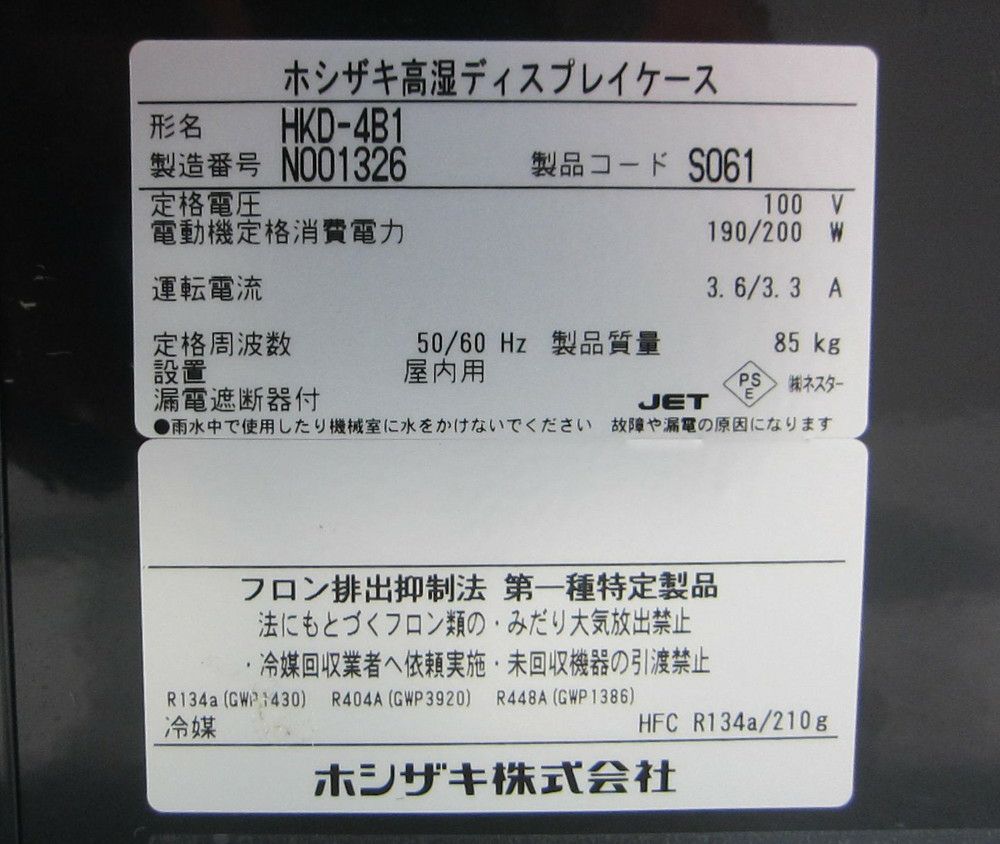 ホシザキ高湿ディスプレイケース
形名 HKD-4B1
製造番号 N001326 製品コード S061
定格電圧 100 V
電動機定格消費電力 190/200 W
運転電流 3.6/3.3 A
定格周波数 50/60 Hz 製品質量 85 kg
設置 屋内用
漏電遮断器付 JET PSE ㈱ネスター
●雨水中で使用したり機械室に水をかけないでください 故障や漏電の原因になります
フロン排出抑制法 第一種特定製品
法にもとづくフロン類の・みだり大気放出禁止
・冷媒回収業者へ依頼実施・未回収機器の引渡禁止
R134a(GWP1430) R404A(GWP3920) R448A(GWP1386)
冷媒 HFC R134a/210g
ホシザキ株式会社